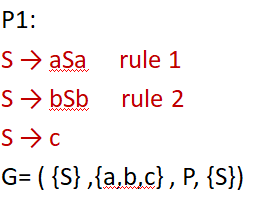 P1:
S → aSa rule 1
S → bSb rule 2
S → c
G= ( {S} ,{a,b,c} , P, {S})